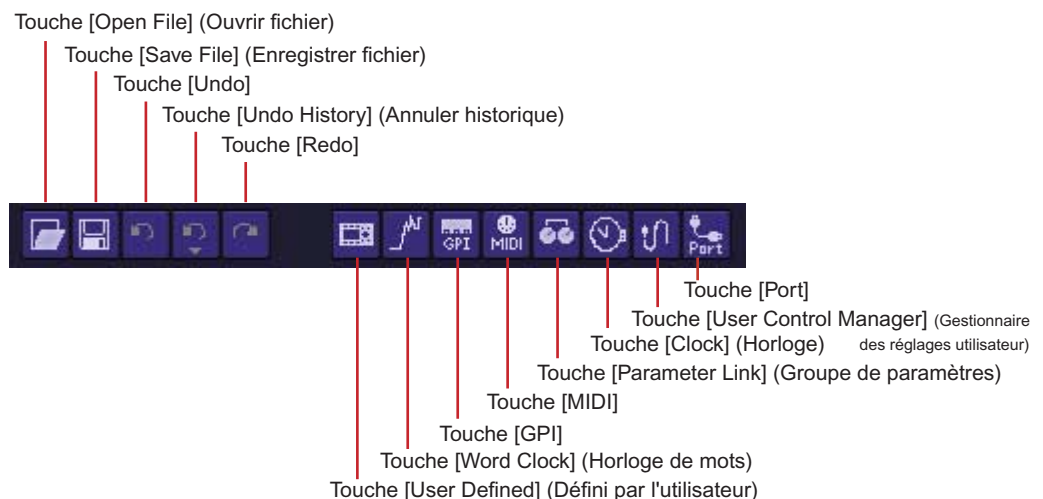 Touche [Open File] (Ouvrir fichier)
Touche [Save File] (Enregistrer fichier)
Touche [Undo]
Touche [Undo History] (Annuler historique)
Touche [Redo]
GPI
MIDI
Port
Touche [Port]
Touche [User Control Manager] (Gestionnaire
des réglages utilisateur)
Touche [Clock] (Horloge)
Touche [Parameter Link] (Groupe de paramètres)
Touche [MIDI]
Touche [GPI]
Touche [Word Clock] (Horloge de mots)
Touche [User Defined] (Défini par l'utilisateur)